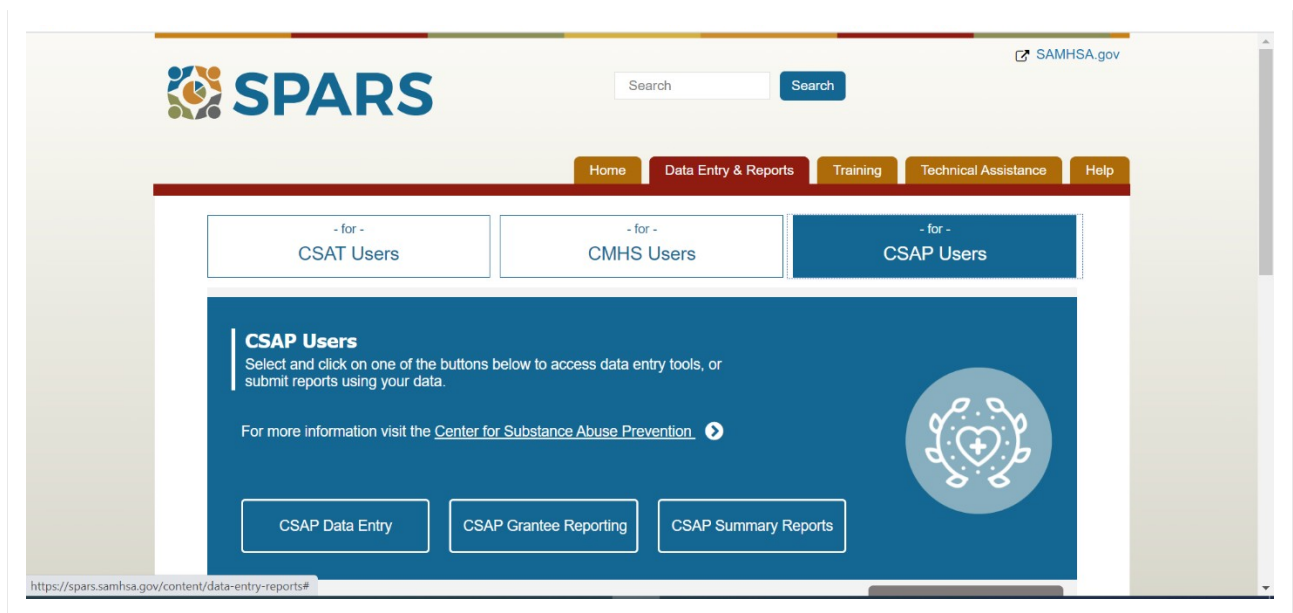 SAMHSA.gov
SPARS
Search
Search
Home
Data Entry & Reports
Training
Technical Assistance
Help
- for -
CSAT Users
- for -
CMHS Users
- for -
CSAP Users
CSAP Users
Select and click on one of the buttons below to access data entry tools, or
submit reports using your data.
For more information visit the Center for Substance Abuse Prevention
CSAP Data Entry
CSAP Grantee Reporting
CSAP Summary Reports
https://spars.samhsa.gov/content/data-entry-reports#